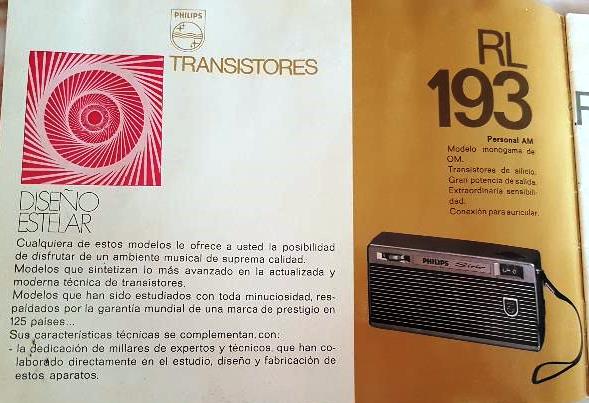 PHILIPS
TRANSISTORES
DISEÑO
ESTELAR
Cualquiera de estos modelos le ofrece a usted la posibilidad
de disfrutar de un ambiente musical de suprema calidad.
Modelos que sintetizan lo más avanzado en la actualizada y
moderna técnica de transistores.
Modelos que han sido estudiados con toda minuciosidad, res-
paldados por la garantía mundial de una marca de prestigio en
125 países...
Sus características técnicas se complementan, con:
- la dedicación de millares de expertos y técnicos, que han co-
laborado directamente en el estudio, diseño y fabricación de
estos aparatos.
RL
193
Personal AM
Modelo monogama de
OM.
Transistores de silicio.
Gran potencia de salida.
Extraordinaria sensibili-
dad.
Conexión para auricular.
PHILIPS